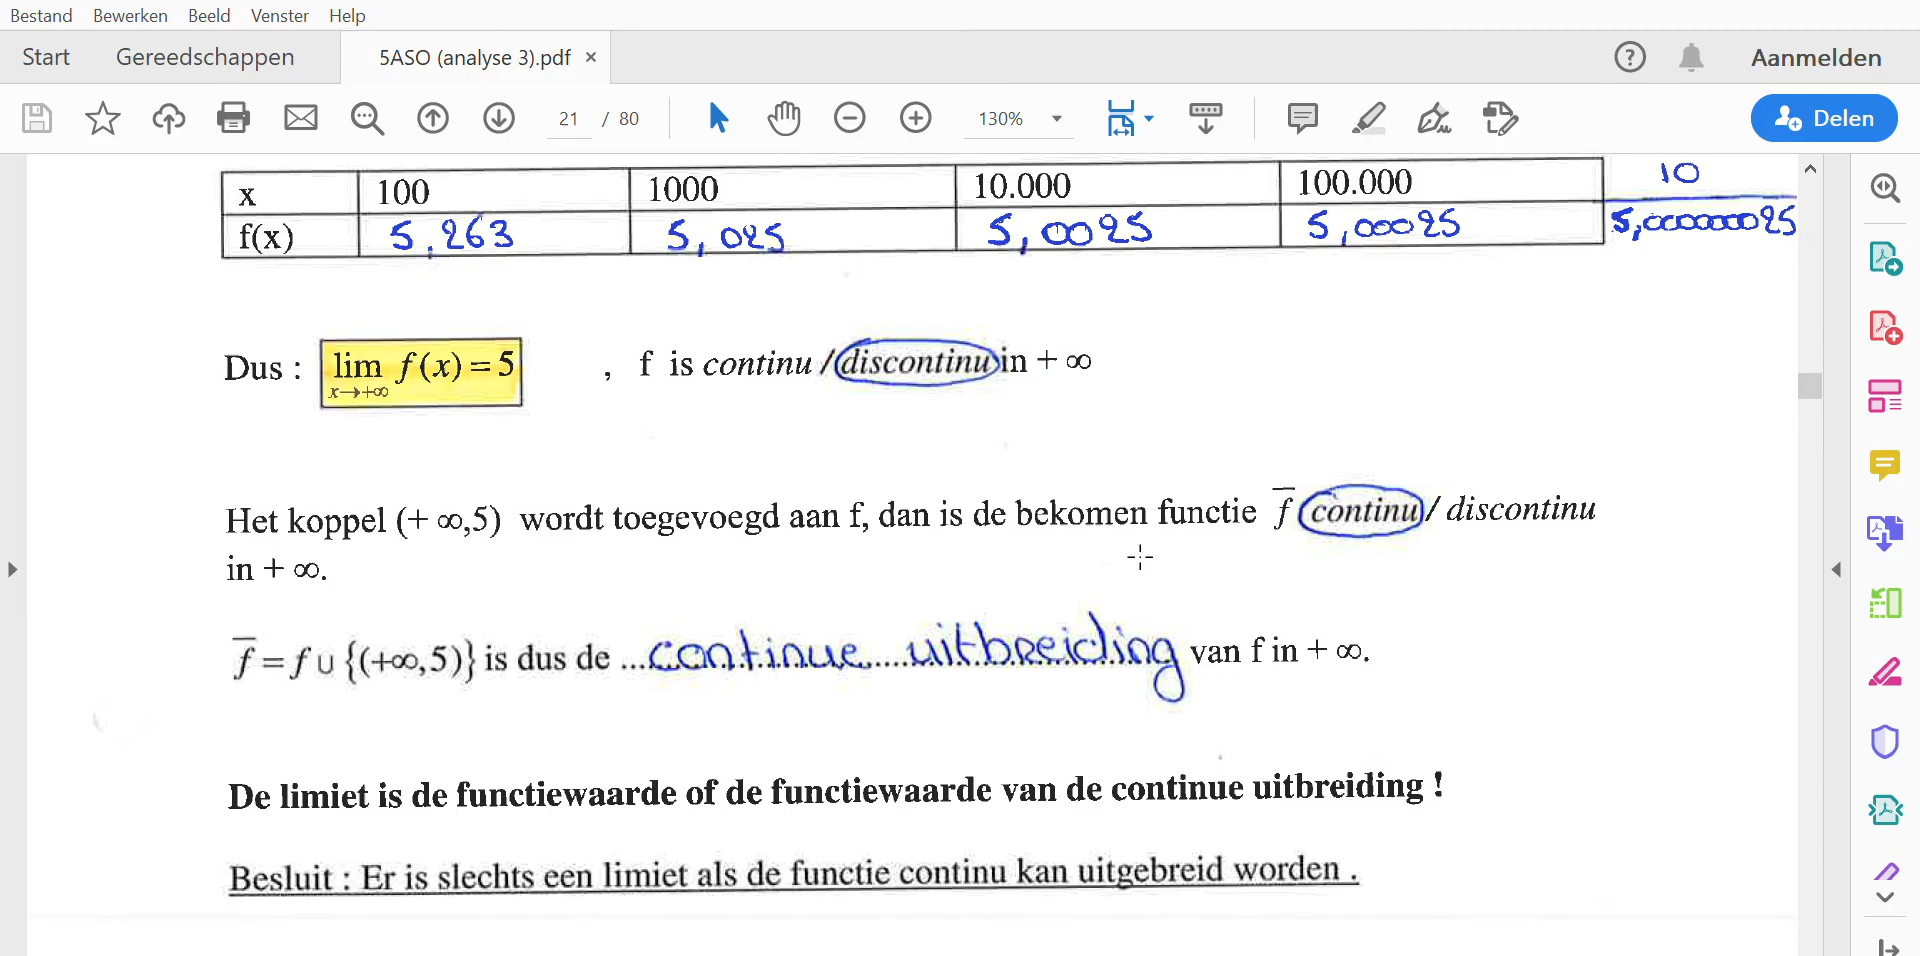 Bestand Bewerken Beeld Venster Help
Start Gereedschappen 5ASO (analyse 3).pdf × ? Aanmelden
21 / 80 130% Delen
x 100 1000 10.000 100.000 10
f(x) 5,263 5,025 5,0025 5,00025 5,0000000025
Dus : lim f(x) = 5 , f is continu / discontinu in + ∞
x→+∞
Het koppel (+ ∞,5) wordt toegevoegd aan f, dan is de bekomen functie f̅ continu / discontinu
in + ∞.
f̅ = f ∪ {(+∞,5)} is dus de ...continue....uitbreiding van f in + ∞.
De limiet is de functiewaarde of de functiewaarde van de continue uitbreiding !
Besluit : Er is slechts een limiet als de functie continu kan uitgebreid worden .